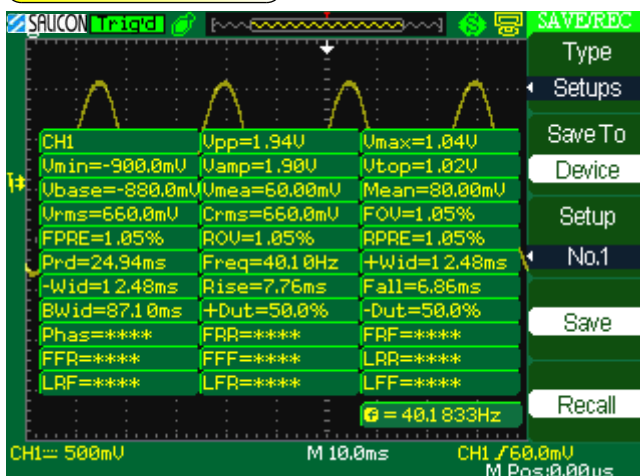 SAUCON Trig'd SAVE/REC
Type
Setups
Save To
Device
Setup
No.1
Save
Recall
CH1 Vpp=1.94V Vmax=1.04V
Vmin=-900.0mV Vamp=1.90V Vtop=1.02V
Vbase=-880.0mV Vmea=60.00mV Mean=80.00mV
Vrms=660.0mV Crms=660.0mV FOV=1.05%
FPRE=1.05% ROV=1.05% RPRE=1.05%
Prd=24.94ms Freq=40.10Hz +Wid=12.48ms
-Wid=12.48ms Rise=7.76ms Fall=6.86ms
BWid=87.10ms +Dut=50.0% -Dut=50.0%
Phas=**** FRR=**** FRF=****
FFR=**** FFF=**** LRR=****
LRF=**** LFR=**** LFF=****
f = 40.1833Hz
CH1 500mV M 10.0ms CH1 60.0mV
M Pos:0.00µs